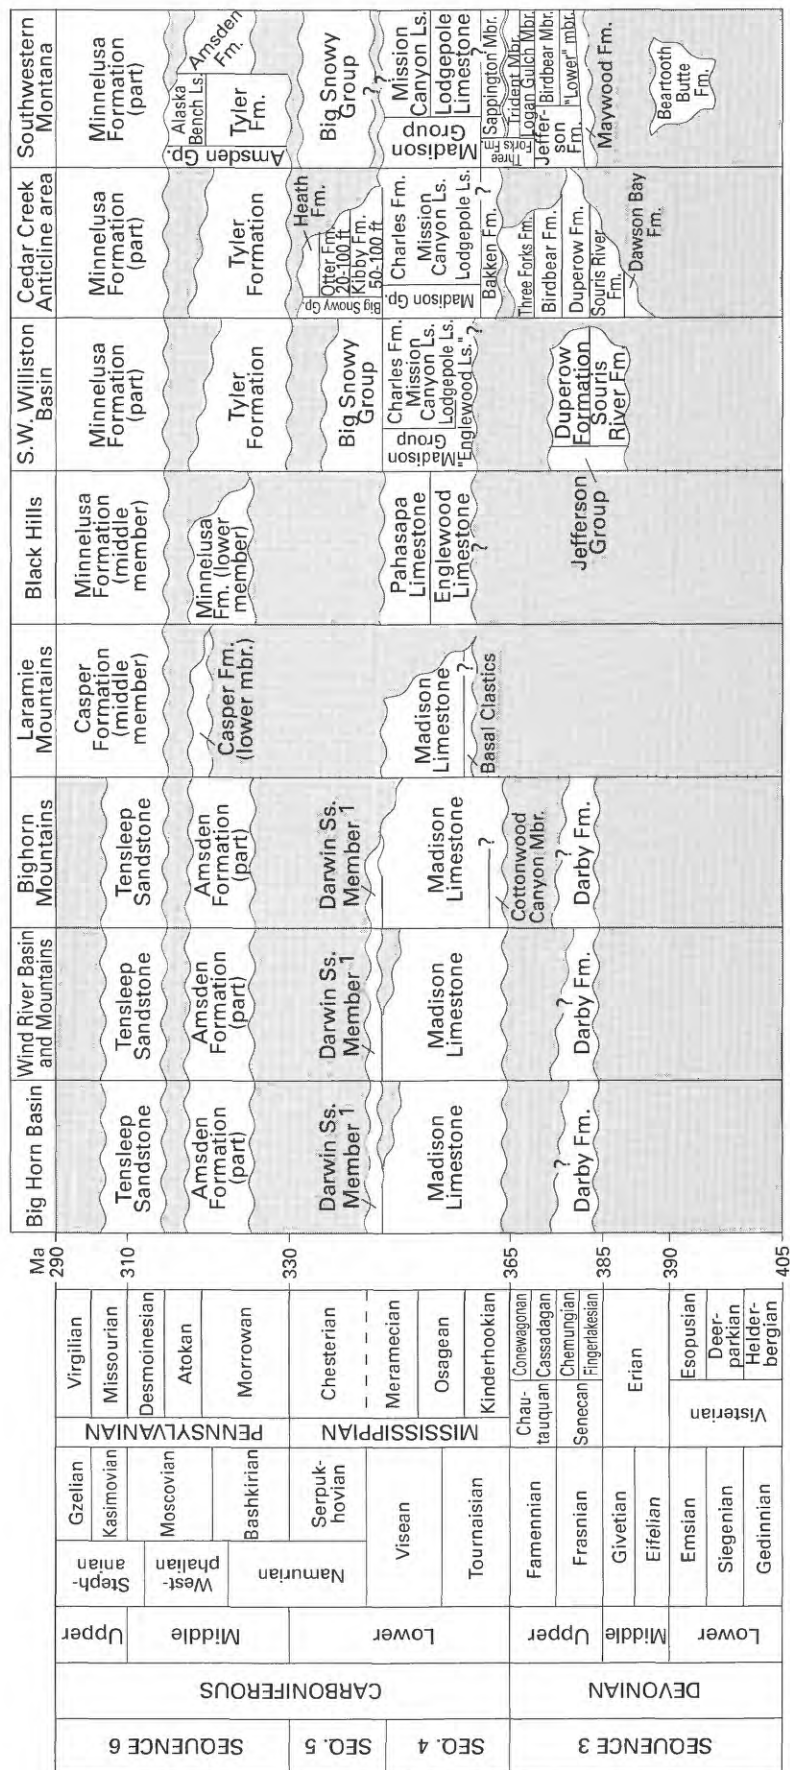 Ma
290
310
330
365
385
390
405
SEQUENCE 6
SEQ. 5
SEQ. 4
SEQUENCE 3
CARBONIFEROUS
DEVONIAN
Upper
Middle
Lower
Upper
Middle
Lower
Steph-
anian
West-
phalian
Namurian
Gzelian
Kasimovian
Moscovian
Bashkirian
Serpuk-
hovian
Visean
Tournaisian
Famennian
Frasnian
Givetian
Eifelian
Emsian
Siegenian
Gedinnian
PENNSYLVANIAN
MISSISSIPPIAN
Chau-
tauquan
Senecan
Erian
Visterian
Virgilian
Missourian
Desmoinesian
Atokan
Morrowan
Chesterian
Meramecian
Osagean
Kinderhookian
Conewagonan
Cassadagan
Chemungian
Fingerlakesian
Esopusian
Deer-
parkian
Helder-
bergian
Big Horn Basin
Tensleep
Sandstone
Amsden
Formation
(part)
Darwin Ss.
Member 1
Madison
Limestone
?
Darby Fm.
Wind River Basin
and Mountains
Tensleep
Sandstone
Amsden
Formation
(part)
Darwin Ss.
Member 1
Madison
Limestone
?
Darby Fm.
Bighorn
Mountains
Tensleep
Sandstone
Amsden
Formation
(part)
Darwin Ss.
Member 1
Madison
Limestone
?
Cottonwood
Canyon Mbr.
?
Darby Fm.
Laramie
Mountains
Casper
Formation
(middle
member)
Casper Fm.
(lower mbr.)
Madison
Limestone
?
Basal Clastics
Black Hills
Minnelusa
Formation
(middle
member)
Minnelusa
Fm. (lower
member)
Pahasapa
Limestone
Englewood
Limestone
?
S.W. Williston
Basin
Minnelusa
Formation
(part)
Tyler
Formation
Big Snowy
Group
Madison
Group
Charles Fm.
Mission
Canyon Ls.
Lodgepole Ls.
"Englewood Ls."
?
Duperow
Formation
Souris
River Fm.
Jefferson
Group
Cedar Creek
Anticline area
Minnelusa
Formation
(part)
Tyler
Formation
Heath
Fm.
Otter Fm.
20-100 ft
Kibby Fm.
50-100 ft
Big Snowy Gp.
Madison Gp.
Charles Fm.
Mission
Canyon Ls.
Lodgepole Ls.
Bakken Fm.
?
Three Forks Fm.
Birdbear Fm.
Duperow Fm.
Souris River
Fm.
Dawson Bay
Fm.
Southwestern
Montana
Minnelusa
Formation
(part)
Amsden
Fm.
Alaska
Bench Ls.
Tyler
Fm.
Amsden Gp.
Big Snowy
Group
?
?
Madison
Group
Mission
Canyon Ls.
Lodgepole
Limestone
?
Three
Forks Fm.
Sappington Mbr.
Trident Mbr.
Logan Gulch Mbr.
Jeffer-
son
Fm.
Birdbear Mbr.
"Lower" mbr.
Maywood Fm.
Beartooth
Butte
Fm.